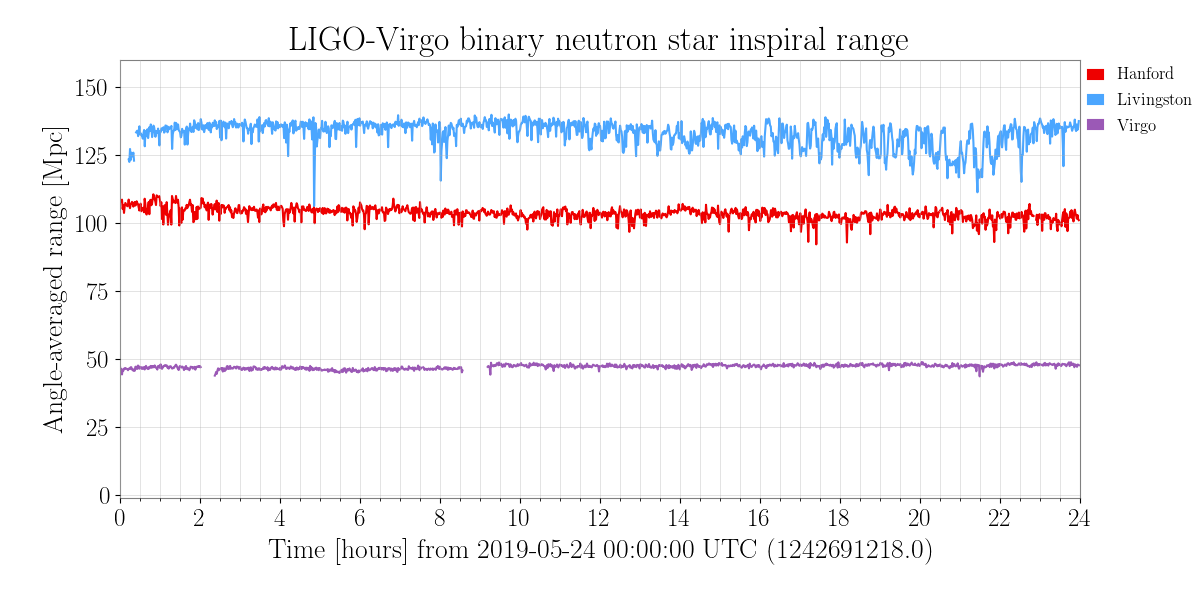 LIGO-Virgo binary neutron star inspiral range
Angle-averaged range [Mpc]
150
125
100
75
50
25
0
0 2 4 6 8 10 12 14 16 18 20 22 24
Time [hours] from 2019-05-24 00:00:00 UTC (1242691218.0)
Hanford
Livingston
Virgo